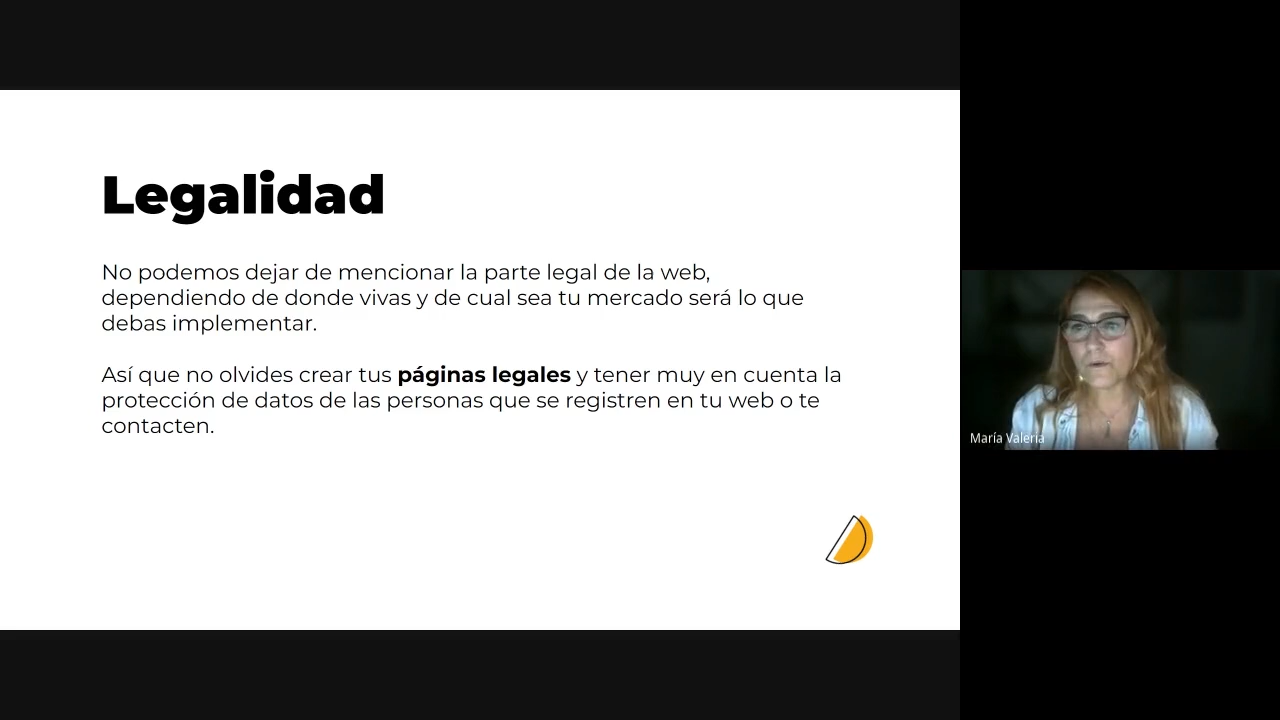 Legalidad
No podemos dejar de mencionar la parte legal de la web,
dependiendo de donde vivas y de cual sea tu mercado será lo que
debas implementar.
Así que no olvides crear tus páginas legales y tener muy en cuenta la
protección de datos de las personas que se registren en tu web o te
contacten.
María Valeria